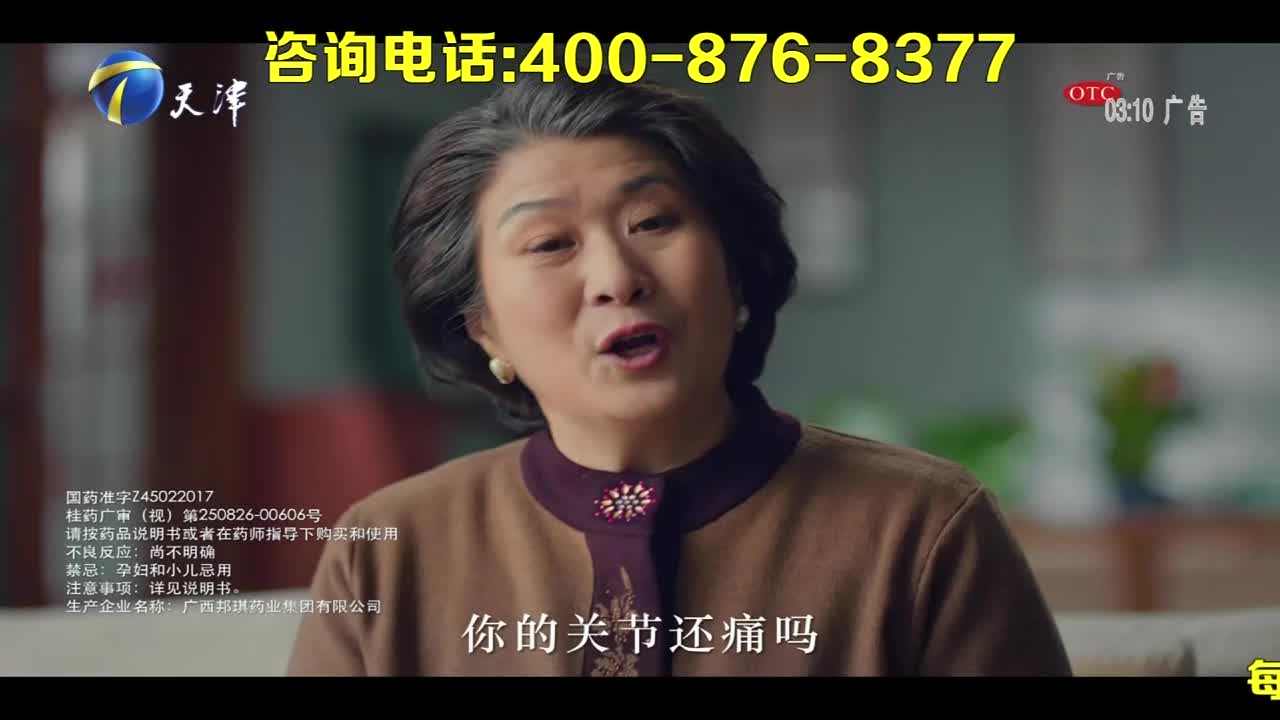 咨询电话:400-876-8377
天津
广告
OTC
03:10 广告
国药准字Z45022017
桂药广审（视）第250826-00606号
请按药品说明书或者在药师指导下购买和使用
不良反应：尚不明确
禁忌：孕妇和小儿忌用
注意事项：详见说明书。
生产企业名称：广西邦琪药业集团有限公司
你的关节还痛吗
每